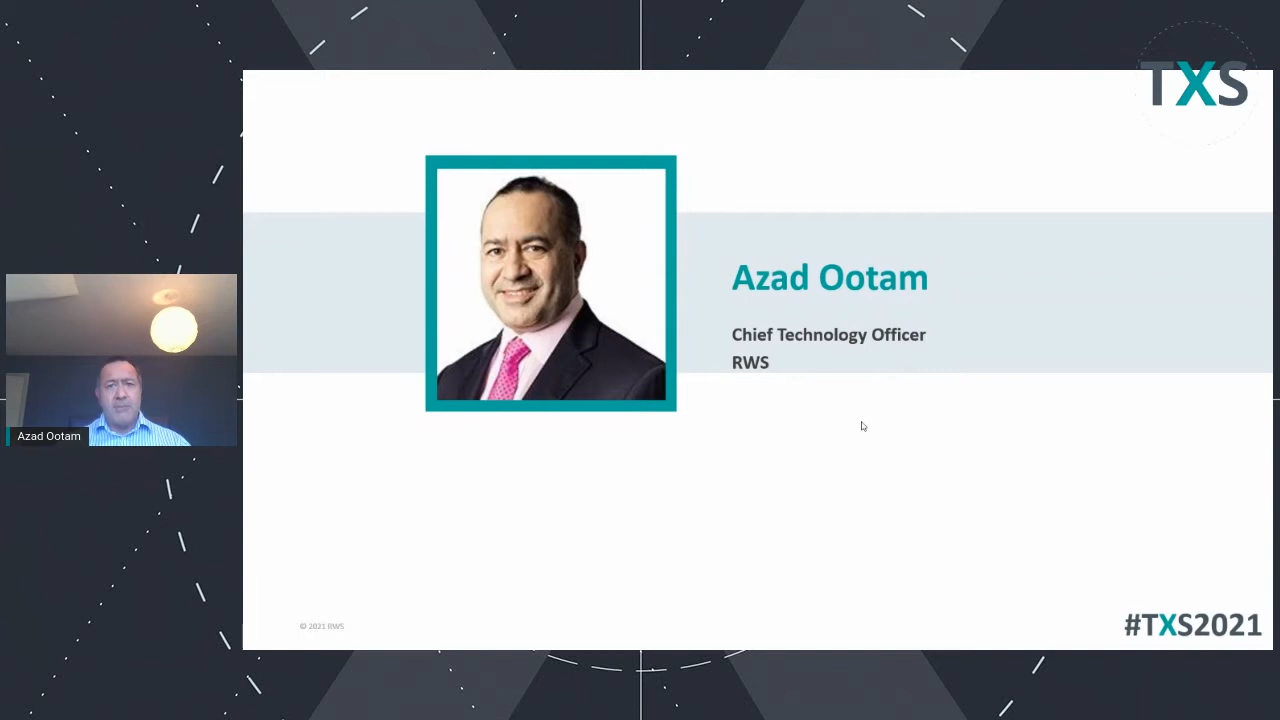 TXS
Azad Ootam
Chief Technology Officer
RWS
Azad Ootam
© 2021 RWS
#TXS2021